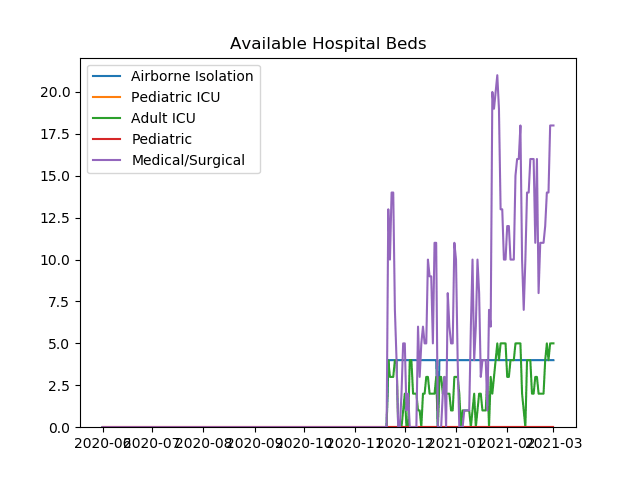 Available Hospital Beds
Airborne Isolation
Pediatric ICU
Adult ICU
Pediatric
Medical/Surgical
20.0
17.5
15.0
12.5
10.0
7.5
5.0
2.5
0.0
2020-06 2020-07 2020-08 2020-09 2020-10 2020-11 2020-12 2021-01 2021-02 2021-03